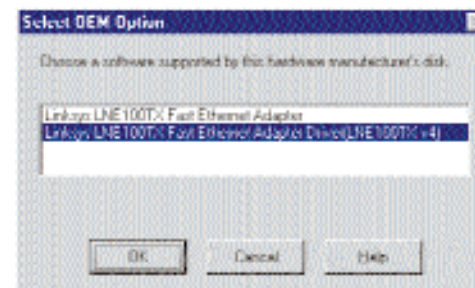 Select OEM Option
Choose a software supported by this hardware manufacturer's disk.
Linksys LNE100TX Fast Ethernet Adapter
Linksys LNE100TX Fast Ethernet Adapter Driver(LNE100TX v4)
OK
Cancel
Help